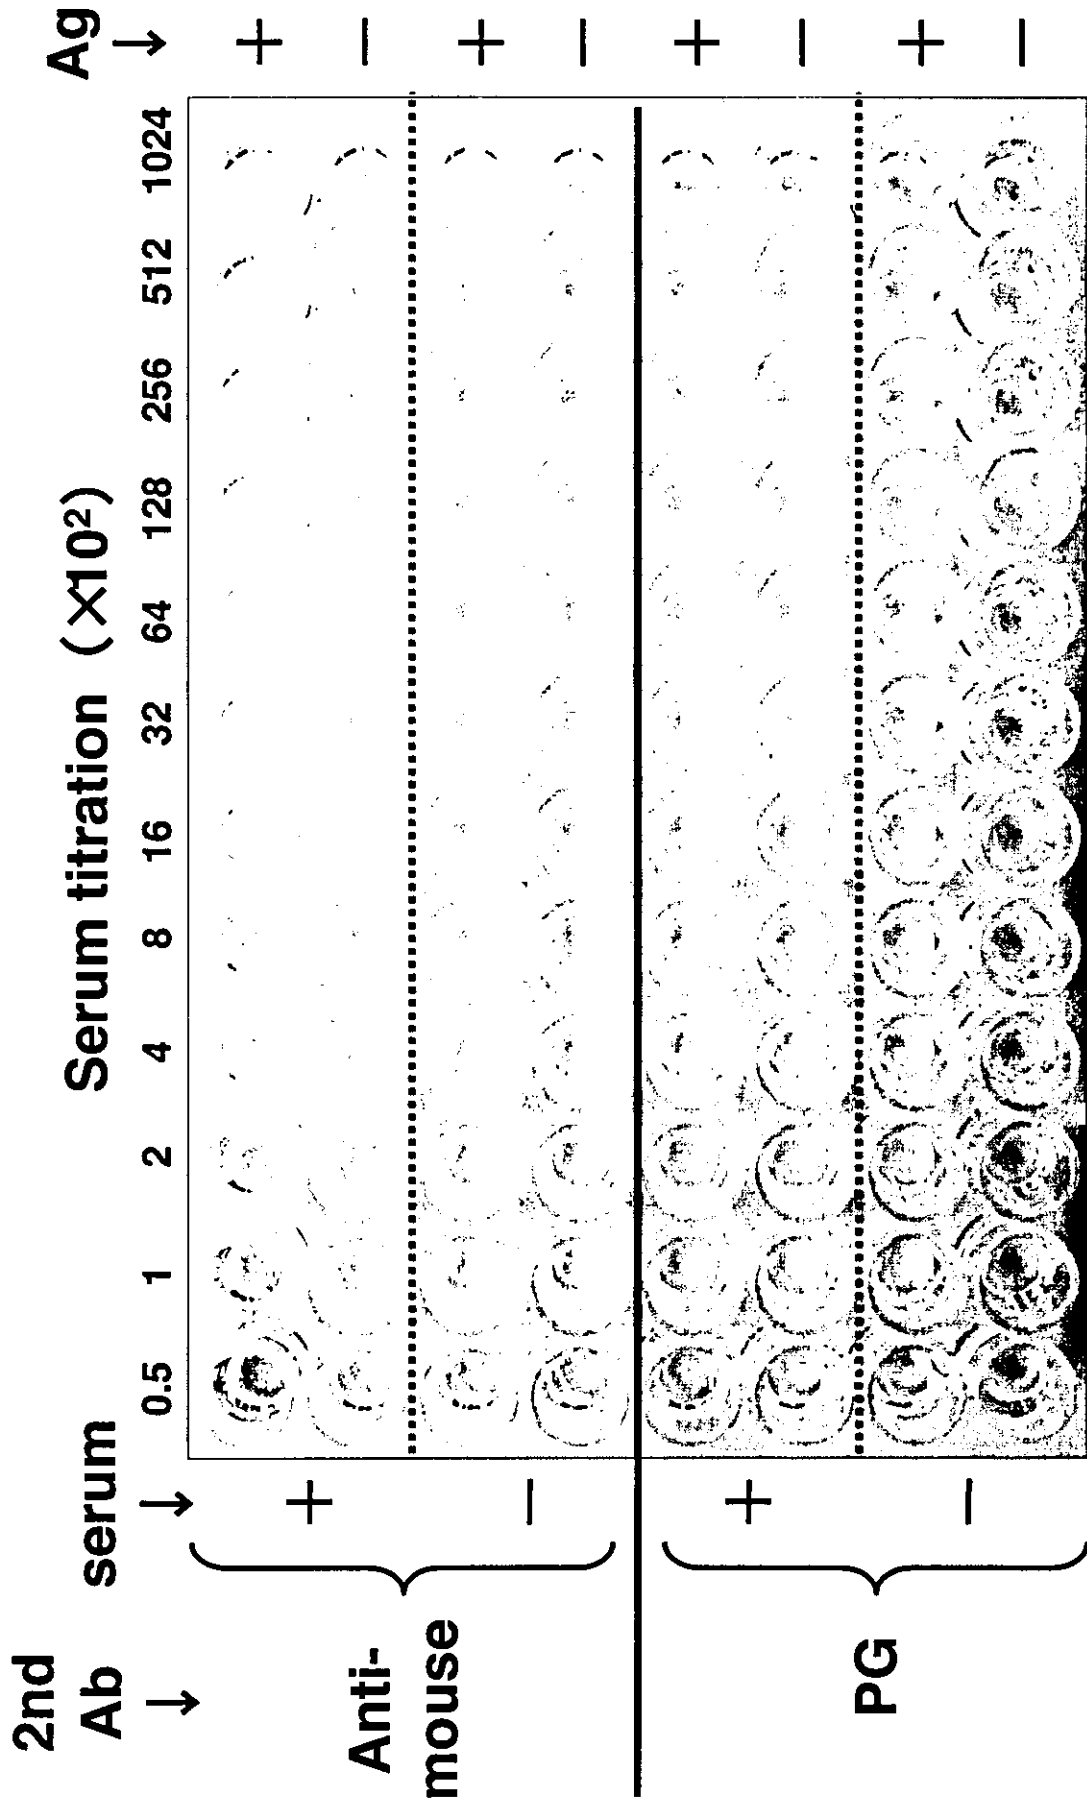 Serum titration (×10²)
2nd
Ab serum 0.5 1 2 4 8 16 32 64 128 256 512 1024 Ag
↓ ↓ ↓
Anti-
mouse
+
−
+
−
+
−
PG
+
−
+
−
+
−